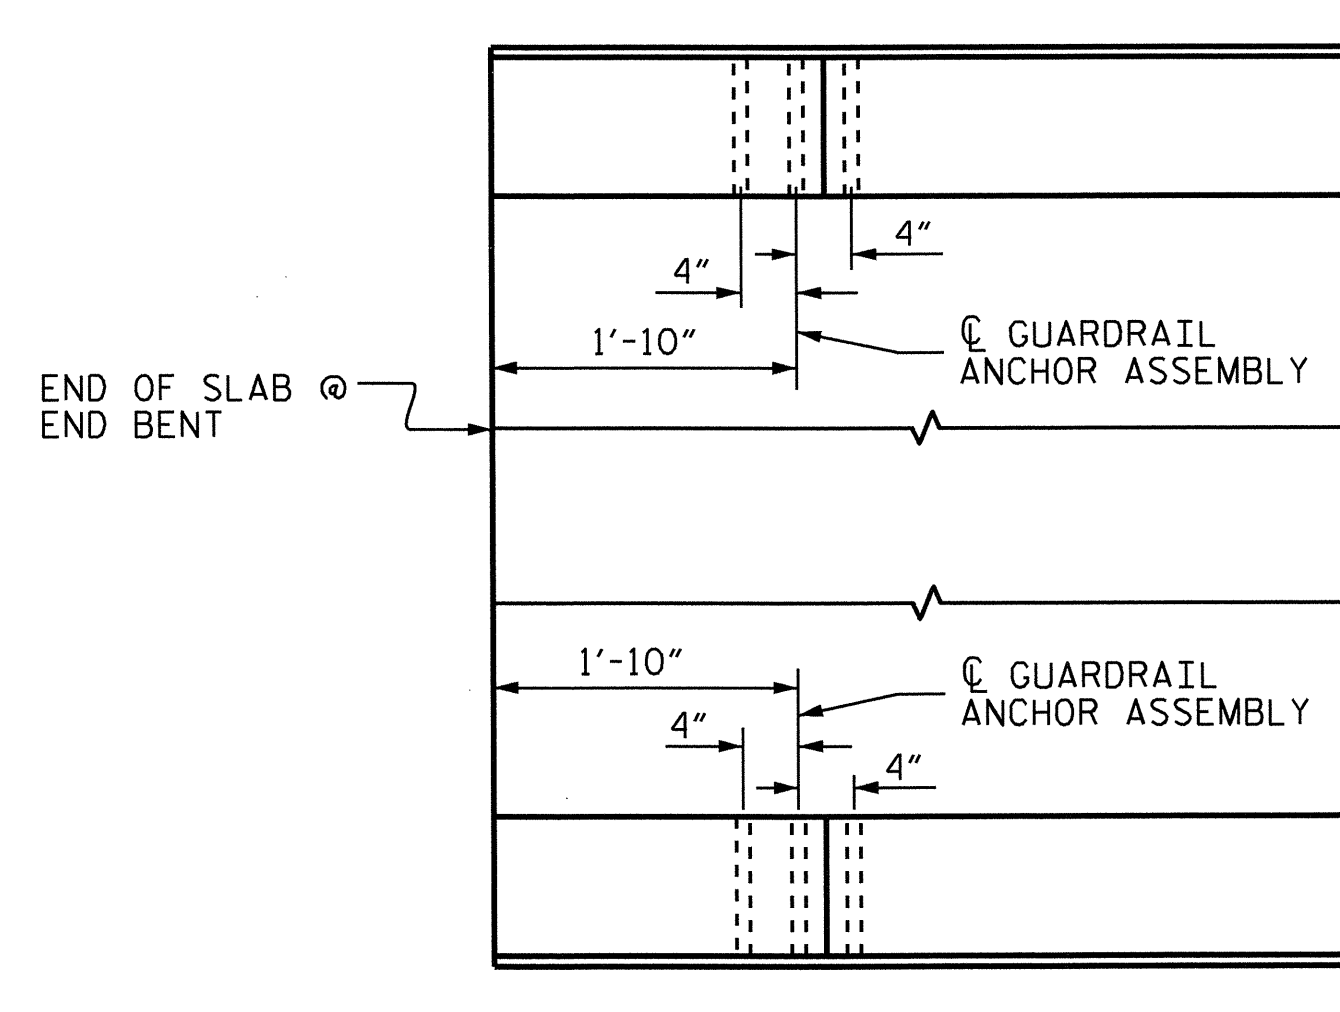 4"
4"
1'-10"
℄ GUARDRAIL
ANCHOR ASSEMBLY
END OF SLAB @
END BENT
1'-10"
℄ GUARDRAIL
ANCHOR ASSEMBLY
4"
4"